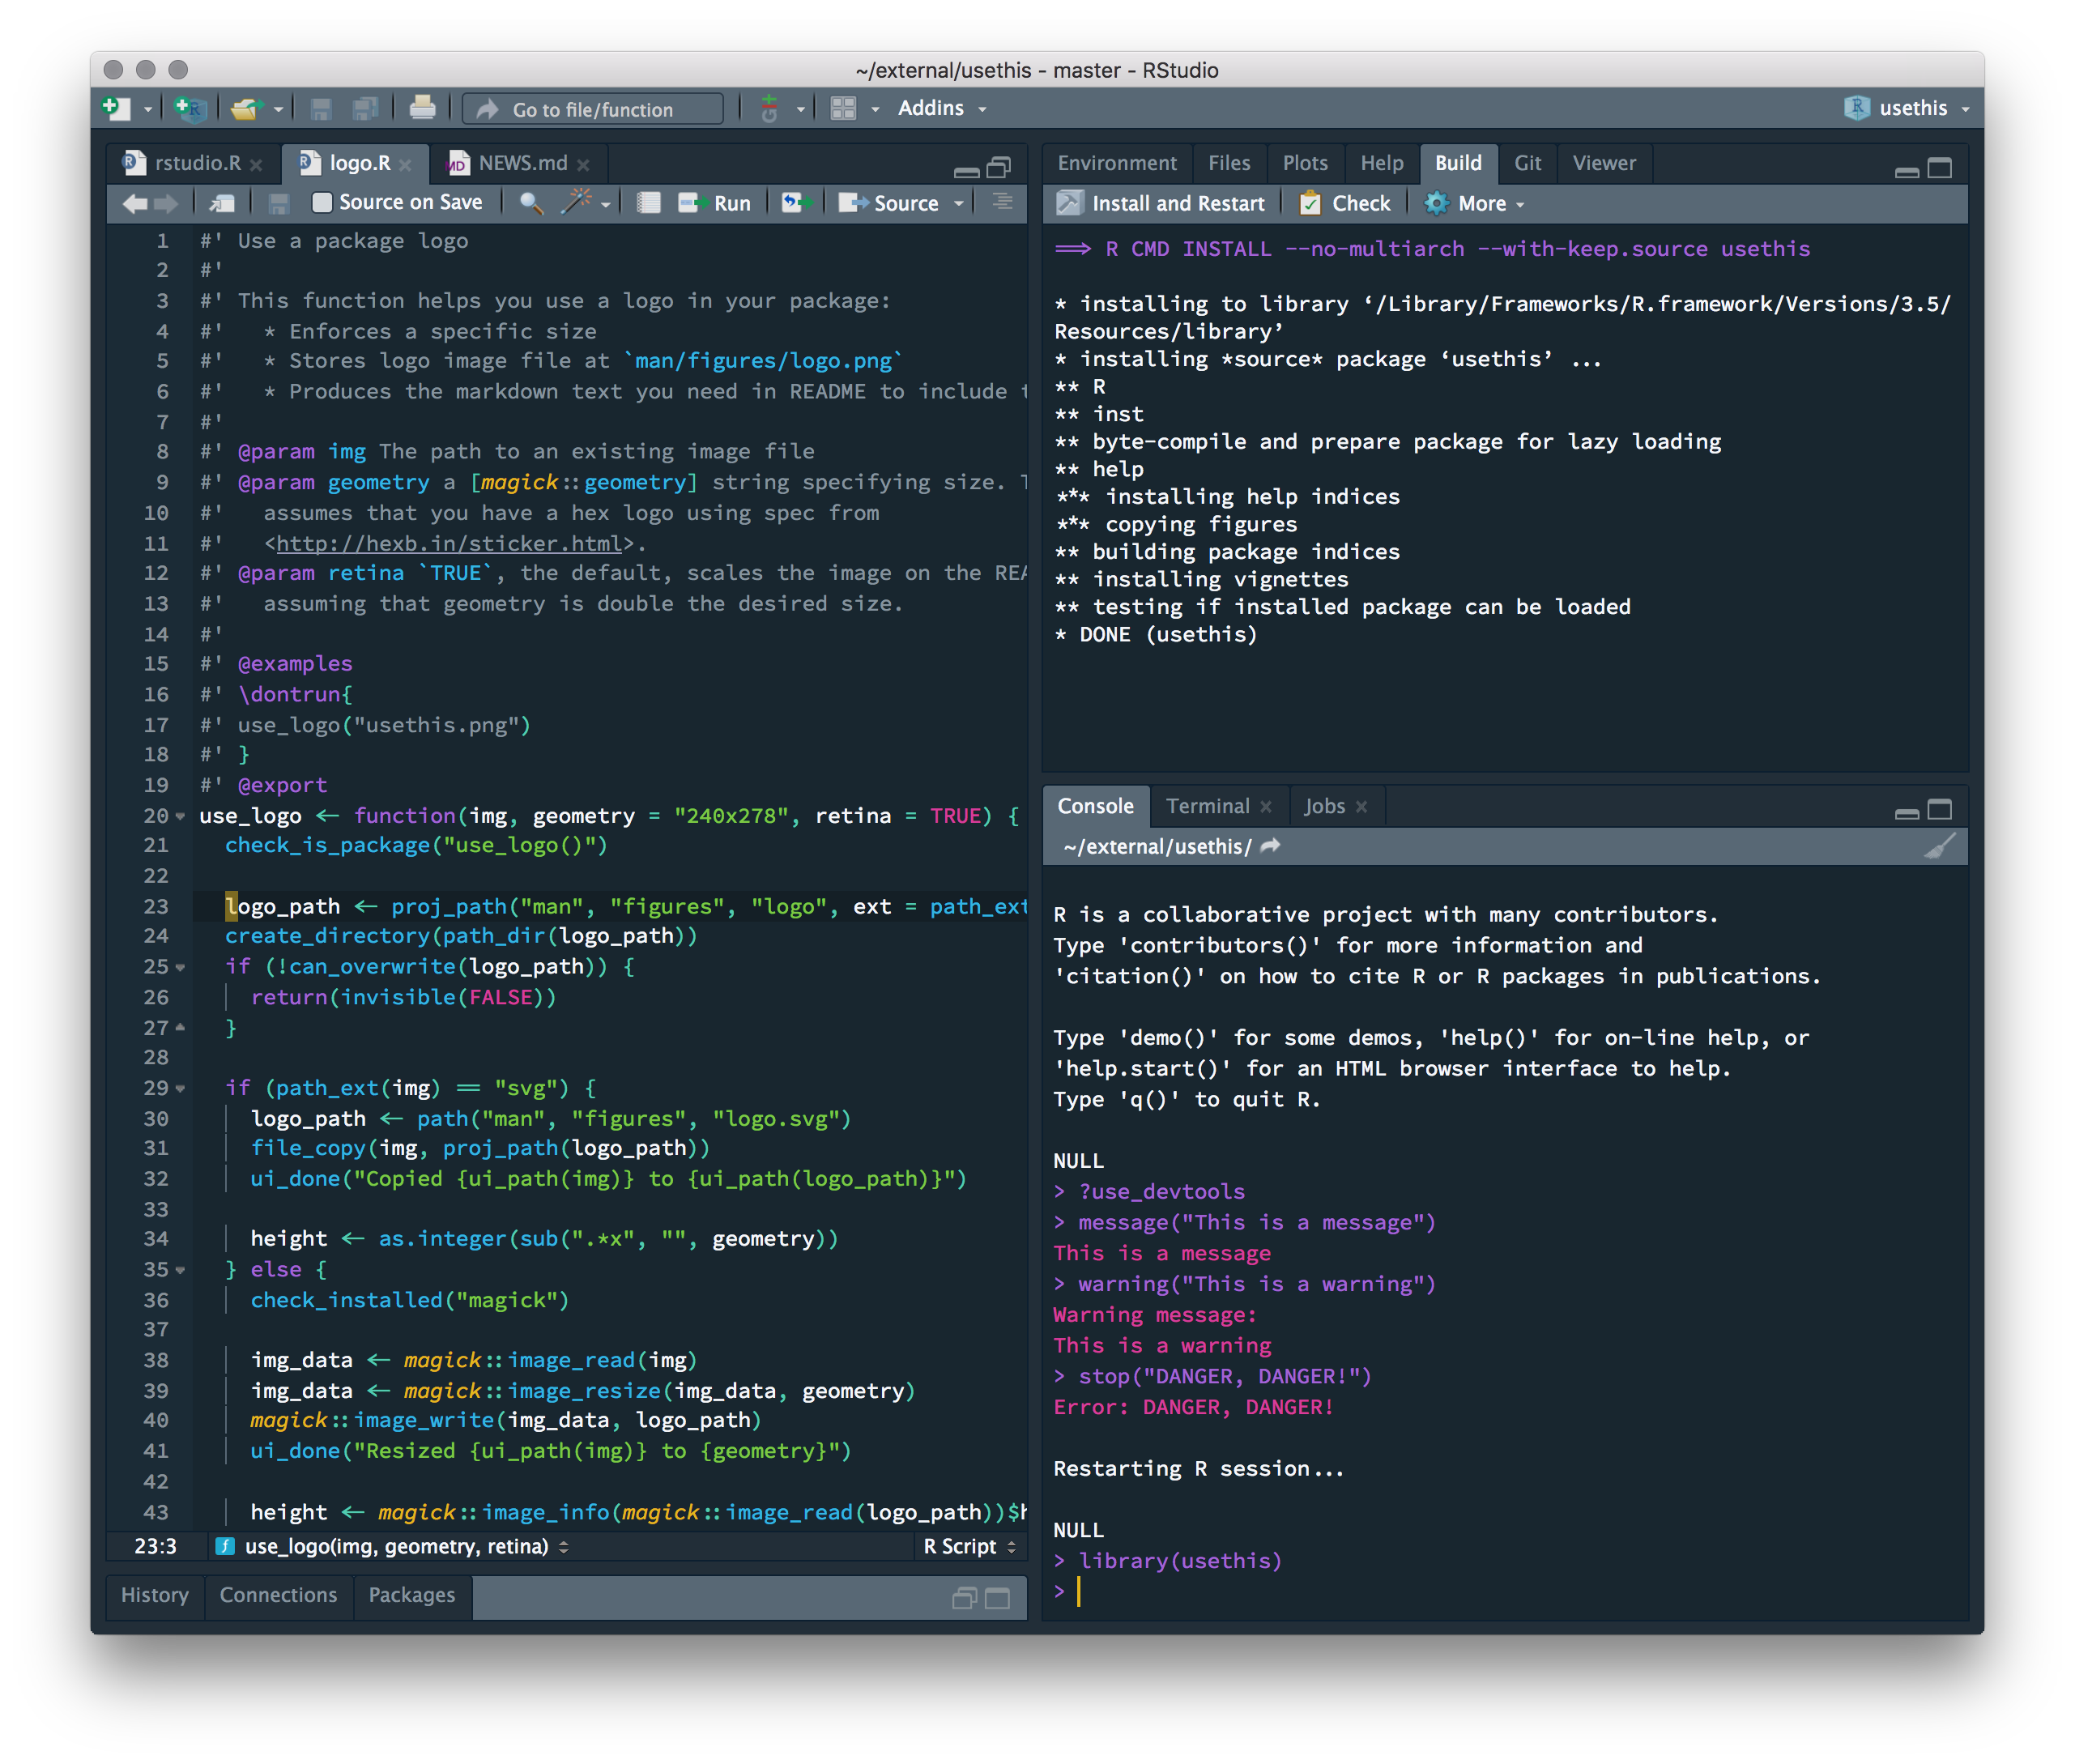 ~/external/usethis - master - RStudio
Go to file/function
Addins
usethis
rstudio.R
logo.R
NEWS.md
Source on Save
Run
Source
1 #' Use a package logo
2 #'
3 #' This function helps you use a logo in your package:
4 #'   * Enforces a specific size
5 #'   * Stores logo image file at `man/figures/logo.png`
6 #'   * Produces the markdown text you need in README to include
7 #'
8 #' @param img The path to an existing image file
9 #' @param geometry a [magick::geometry] string specifying size.
10 #'   assumes that you have a hex logo using spec from
11 #'   <http://hexb.in/sticker.html>.
12 #' @param retina `TRUE`, the default, scales the image on the
13 #'   assuming that geometry is double the desired size.
14 #'
15 #' @examples
16 #' \dontrun{
17 #' use_logo("usethis.png")
18 #' }
19 #' @export
20 use_logo <- function(img, geometry = "240x278", retina = TRUE) {
21   check_is_package("use_logo()")
22
23   logo_path <- proj_path("man", "figures", "logo", ext = path_ext
24   create_directory(path_dir(logo_path))
25   if (!can_overwrite(logo_path)) {
26     return(invisible(FALSE))
27   }
28
29   if (path_ext(img) == "svg") {
30     logo_path <- path("man", "figures", "logo.svg")
31     file_copy(img, proj_path(logo_path))
32     ui_done("Copied {ui_path(img)} to {ui_path(logo_path)}")
33
34     height <- as.integer(sub(".*x", "", geometry))
35   } else {
36     check_installed("magick")
37
38     img_data <- magick::image_read(img)
39     img_data <- magick::image_resize(img_data, geometry)
40     magick::image_write(img_data, logo_path)
41     ui_done("Resized {ui_path(img)} to {geometry}")
42
43     height <- magick::image_info(magick::image_read(logo_path))$h
23:3
use_logo(img, geometry, retina)
R Script
History
Connections
Packages
Environment
Files
Plots
Help
Build
Git
Viewer
Install and Restart
Check
More
==> R CMD INSTALL --no-multiarch --with-keep.source usethis
* installing to library ‘/Library/Frameworks/R.framework/Versions/3.5/
Resources/library’
* installing *source* package ‘usethis’ ...
** R
** inst
** byte-compile and prepare package for lazy loading
** help
*** installing help indices
*** copying figures
** building package indices
** installing vignettes
** testing if installed package can be loaded
* DONE (usethis)
Console
Terminal
Jobs
~/external/usethis/
R is a collaborative project with many contributors.
Type 'contributors()' for more information and
'citation()' on how to cite R or R packages in publications.
Type 'demo()' for some demos, 'help()' for on-line help, or
'help.start()' for an HTML browser interface to help.
Type 'q()' to quit R.
NULL
> ?use_devtools
> message("This is a message")
This is a message
> warning("This is a warning")
Warning message:
This is a warning
> stop("DANGER, DANGER!")
Error: DANGER, DANGER!
Restarting R session...
NULL
> library(usethis)
>